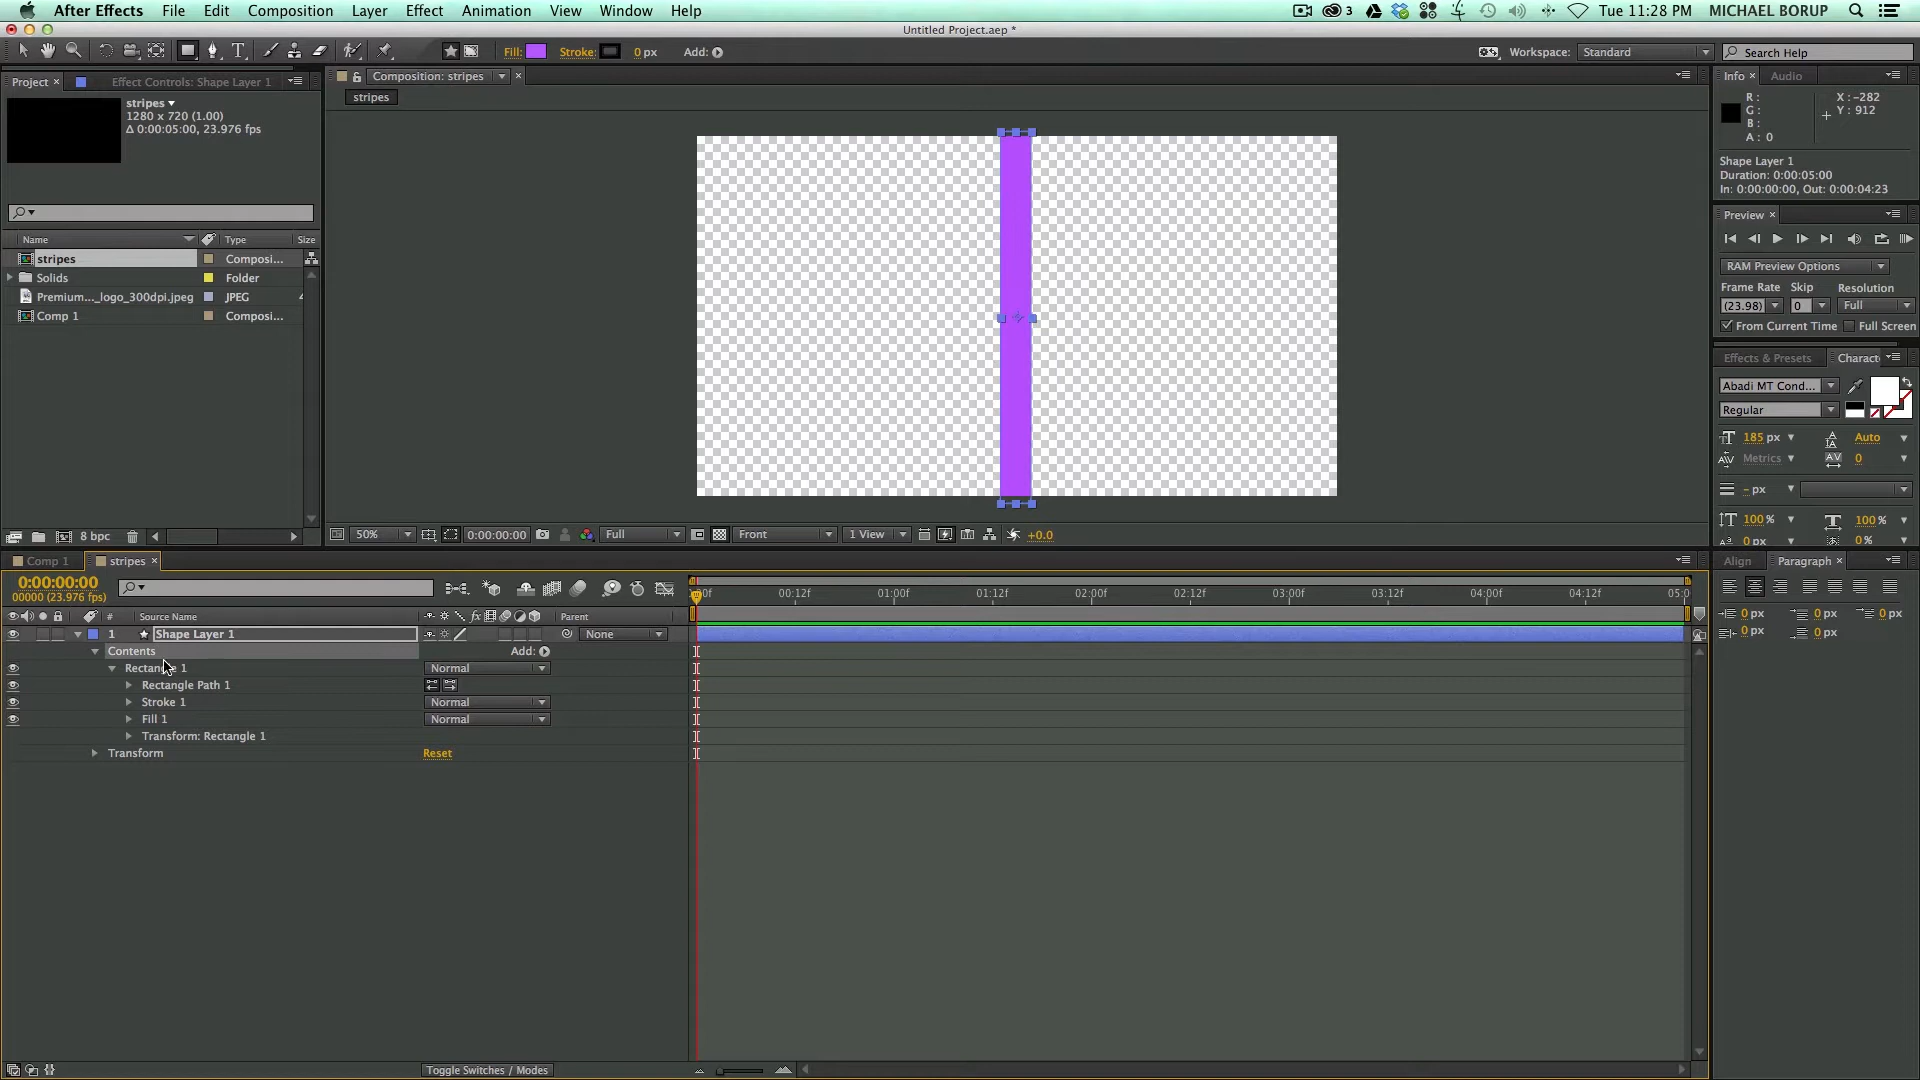 After Effects File Edit Composition Layer Effect Animation View Window Help 3 Tue 11:28 PM MICHAEL BORUP
Untitled Project.aep *
Fill: Stroke: 0 px Add: Workspace: Standard Search Help
Project × Effect Controls: Shape Layer 1
stripes
1280 x 720 (1.00)
Δ 0:00:05:00, 23.976 fps
Name Type Size
stripes Composi...
Solids Folder
Premium..._logo_300dpi.jpeg JPEG
Comp 1 Composi...
8 bpc
Composition: stripes ×
stripes
50% 0:00:00:00 Full Front 1 View +0.0
Info × Audio
R: X: -282
G: Y: 912
B:
A: 0
Shape Layer 1
Duration: 0:00:05:00
In: 0:00:00:00, Out: 0:00:04:23
Preview ×
RAM Preview Options
Frame Rate Skip Resolution
(23.98) 0 Full
From Current Time Full Screen
Effects & Presets Charact
Abadi MT Cond...
Regular
185 px Auto
Metrics 0
- px
100 % 100 %
0 px 0 %
Comp 1 stripes ×
0:00:00:00
00000 (23.976 fps)
# Source Name Parent
1 Shape Layer 1 None
Contents Add:
Rectangle 1 Normal
Rectangle Path 1
Stroke 1 Normal
Fill 1 Normal
Transform: Rectangle 1
Transform Reset
00:12f 01:00f 01:12f 02:00f 02:12f 03:00f 03:12f 04:00f 04:12f 05:0
Toggle Switches / Modes
Align Paragraph ×
0 px 0 px 0 px
0 px 0 px